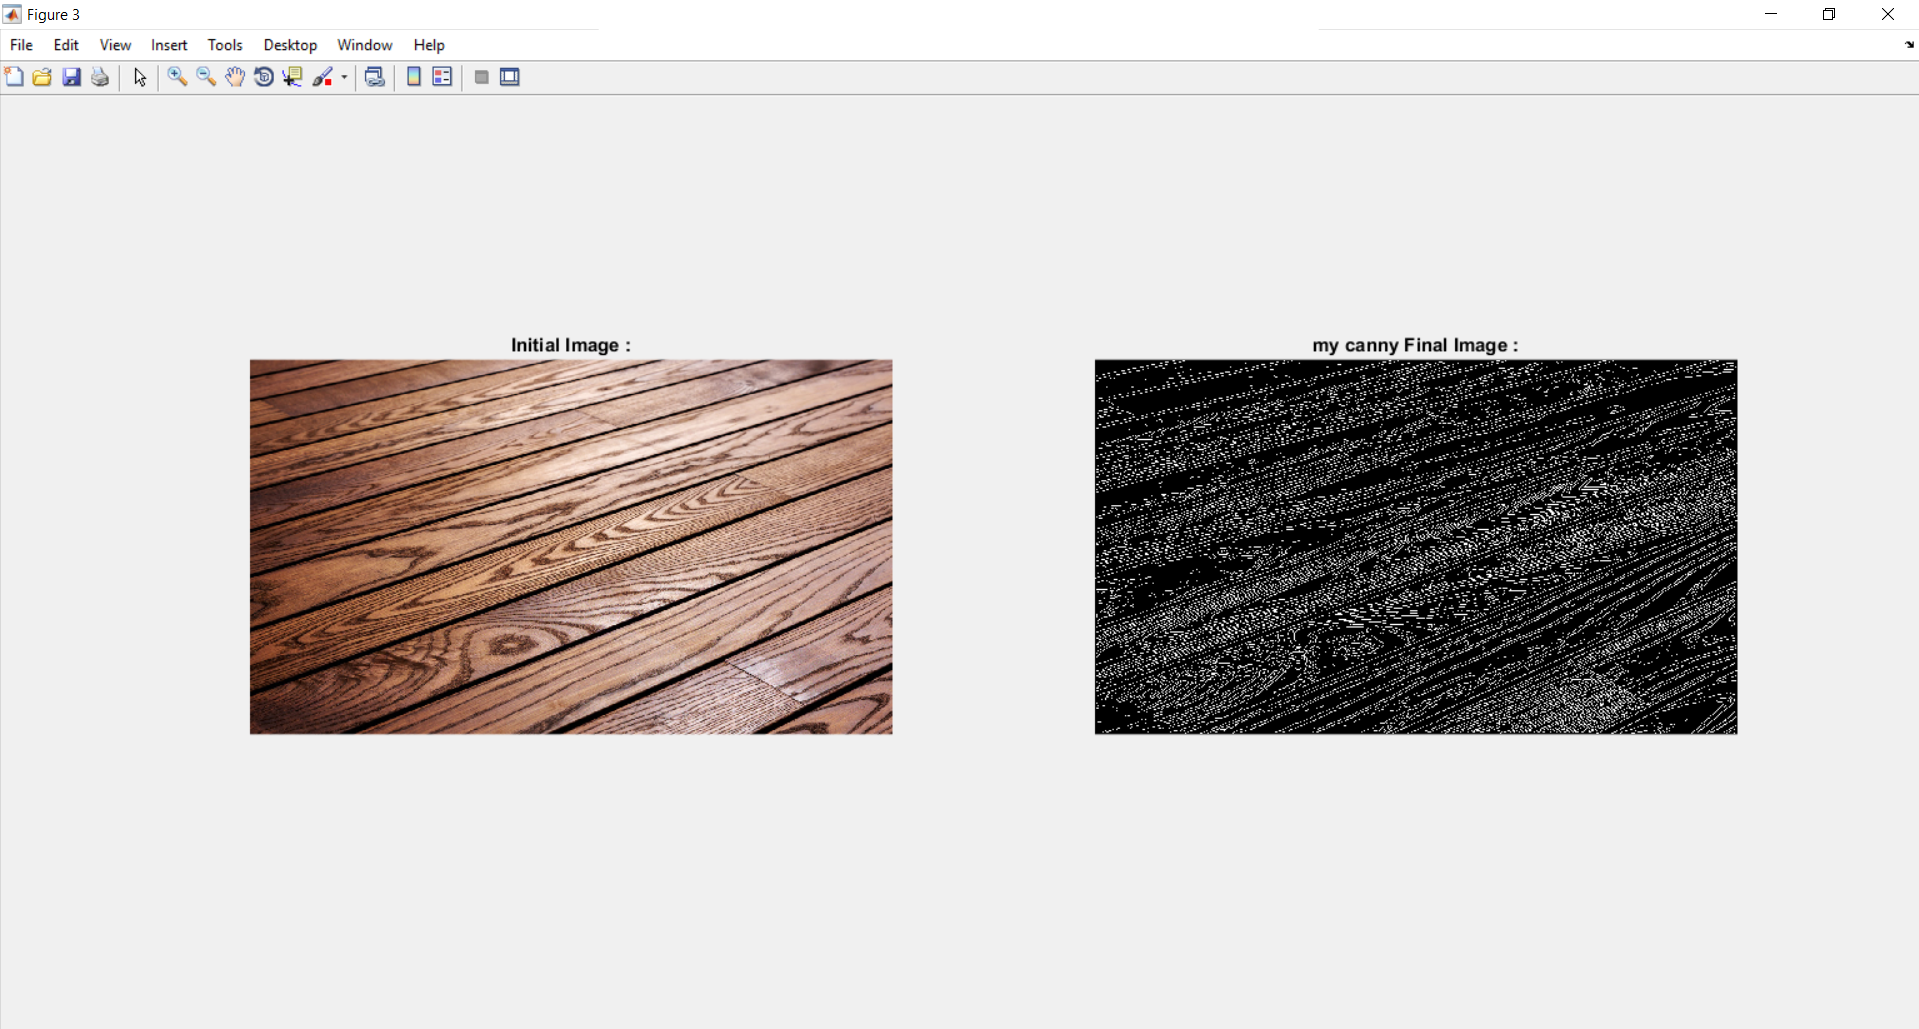 Figure 3
File Edit View Insert Tools Desktop Window Help
Initial Image :
my canny Final Image :